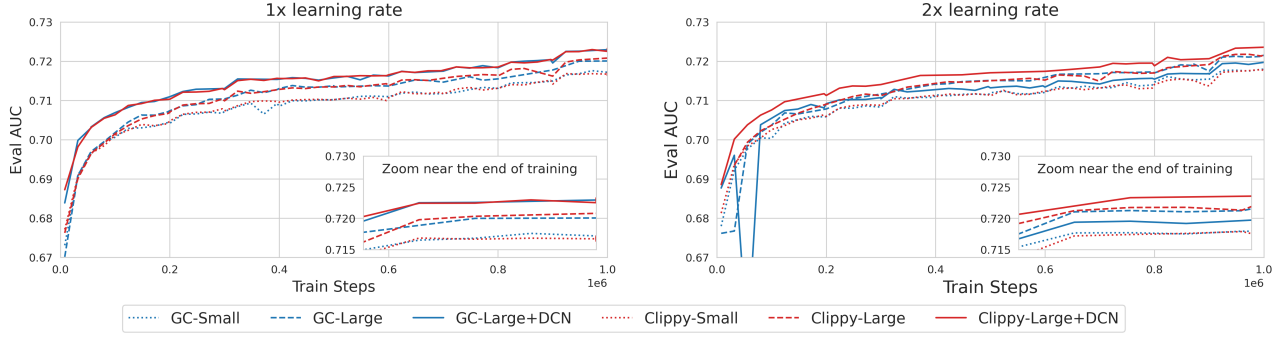 1x learning rate
0.73
0.72
0.71
0.70
0.69
0.68
0.67
Eval AUC
0.0
0.2
0.4
0.6
0.8
1.0
1e6
Train Steps
Zoom near the end of training
0.730
0.725
0.720
0.715
2x learning rate
0.73
0.72
0.71
0.70
0.69
0.68
0.67
Eval AUC
0.0
0.2
0.4
0.6
0.8
1.0
1e6
Train Steps
Zoom near the end of training
0.730
0.725
0.720
0.715
GC-Small
GC-Large
GC-Large+DCN
Clippy-Small
Clippy-Large
Clippy-Large+DCN